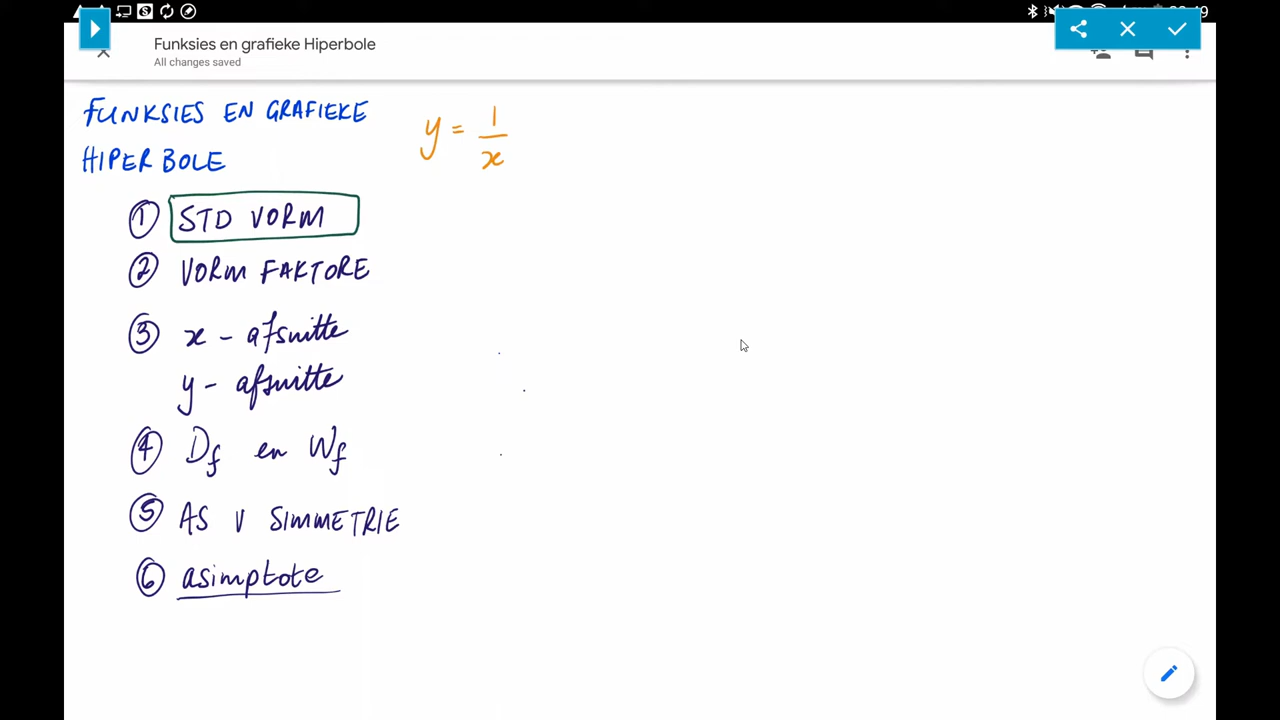 Funksies en grafieke Hiperbole
All changes saved
FUNKSIES EN GRAFIEKE
HIPERBOLE
y = 1/x
① STD VORM
② VORM FAKTORE
③ x - afsnitte
y - afsnitte
④ Df en Wf
⑤ AS V SIMMETRIE
⑥ asimptote